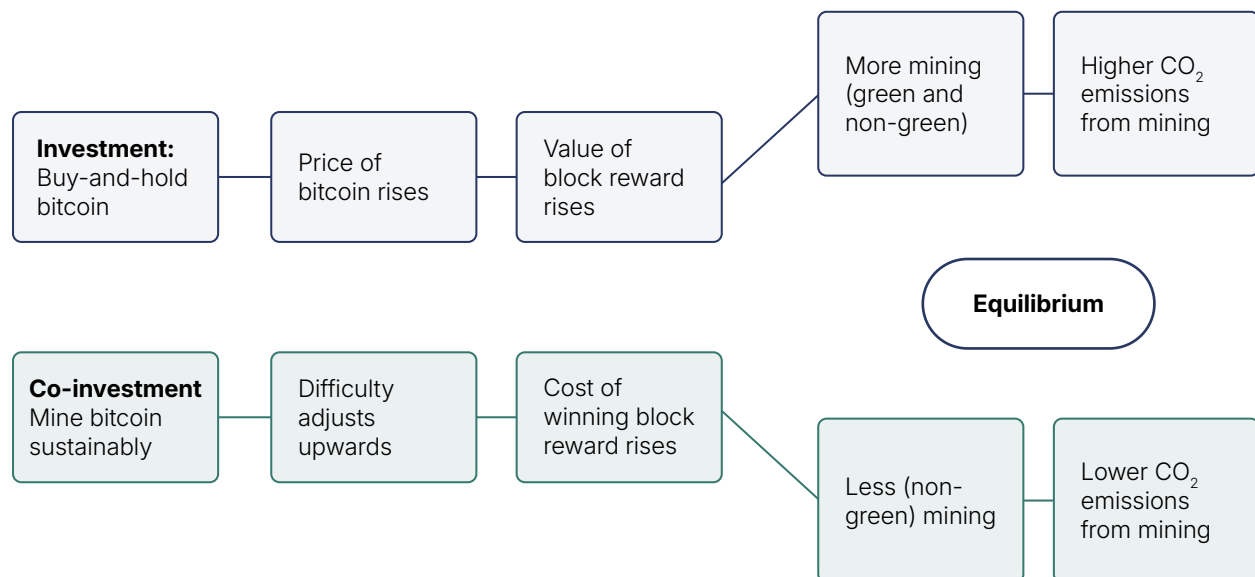 Investment:
Buy-and-hold
bitcoin
Price of
bitcoin rises
Value of
block reward
rises
More mining
(green and
non-green)
Higher CO₂
emissions
from mining
Equilibrium
Co-investment
Mine bitcoin
sustainably
Difficulty
adjusts
upwards
Cost of
winning block
reward rises
Less (non-
green) mining
Lower CO₂
emissions
from mining